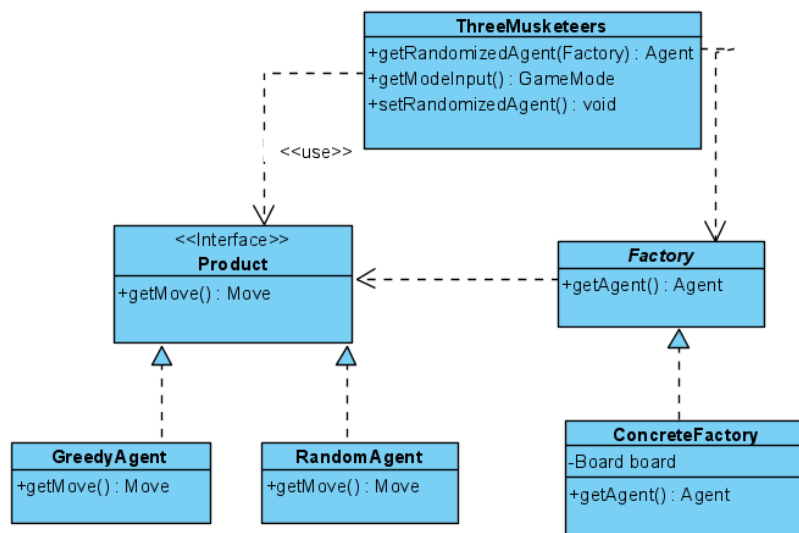 ThreeMusketeers
+getRandomizedAgent(Factory) : Agent
+getModeInput() : GameMode
+setRandomizedAgent() : void
<<use>>
<<Interface>>
Product
+getMove() : Move
Factory
+getAgent() : Agent
GreedyAgent
+getMove() : Move
RandomAgent
+getMove() : Move
ConcreteFactory
-Board board
+getAgent() : Agent